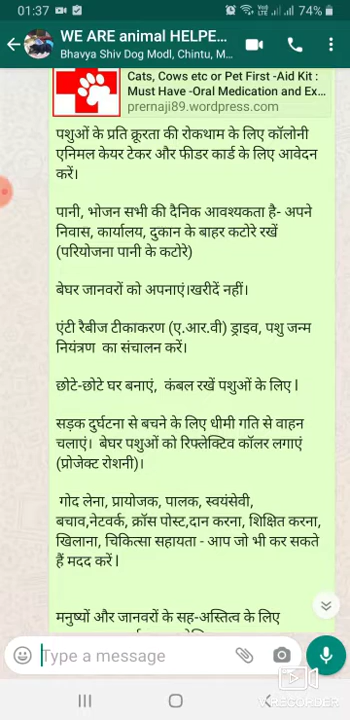 01:37
74%
WE ARE animal HELPE...
Bhavya Shiv Dog Modl, Chintu, M...
Cats, Cows etc or Pet First -Aid Kit :
Must Have -Oral Medication and Ex...
prernaji89.wordpress.com
पशुओं के प्रति क्रूरता की रोकथाम के लिए कॉलोनी
एनिमल केयर टेकर और फीडर कार्ड के लिए आवेदन
करें।
पानी, भोजन सभी की दैनिक आवश्यकता है- अपने
निवास, कार्यालय, दुकान के बाहर कटोरे रखें
(परियोजना पानी के कटोरे)
बेघर जानवरों को अपनाएं।खरीदें नहीं।
एंटी रैबीज टीकाकरण (ए.आर.वी) ड्राइव, पशु जन्म
नियंत्रण का संचालन करें।
छोटे-छोटे घर बनाएं, कंबल रखें पशुओं के लिए l
सड़क दुर्घटना से बचने के लिए धीमी गति से वाहन
चलाएं। बेघर पशुओं को रिफ्लेक्टिव कॉलर लगाएं
(प्रोजेक्ट रोशनी)।
गोद लेना, प्रायोजक, पालक, स्वयंसेवी,
बचाव,नेटवर्क, क्रॉस पोस्ट,दान करना, शिक्षित करना,
खिलाना, चिकित्सा सहायता - आप जो भी कर सकते
हैं मदद करें l
मनुष्यों और जानवरों के सह-अस्तित्व के लिए
Type a message
VRECORDER